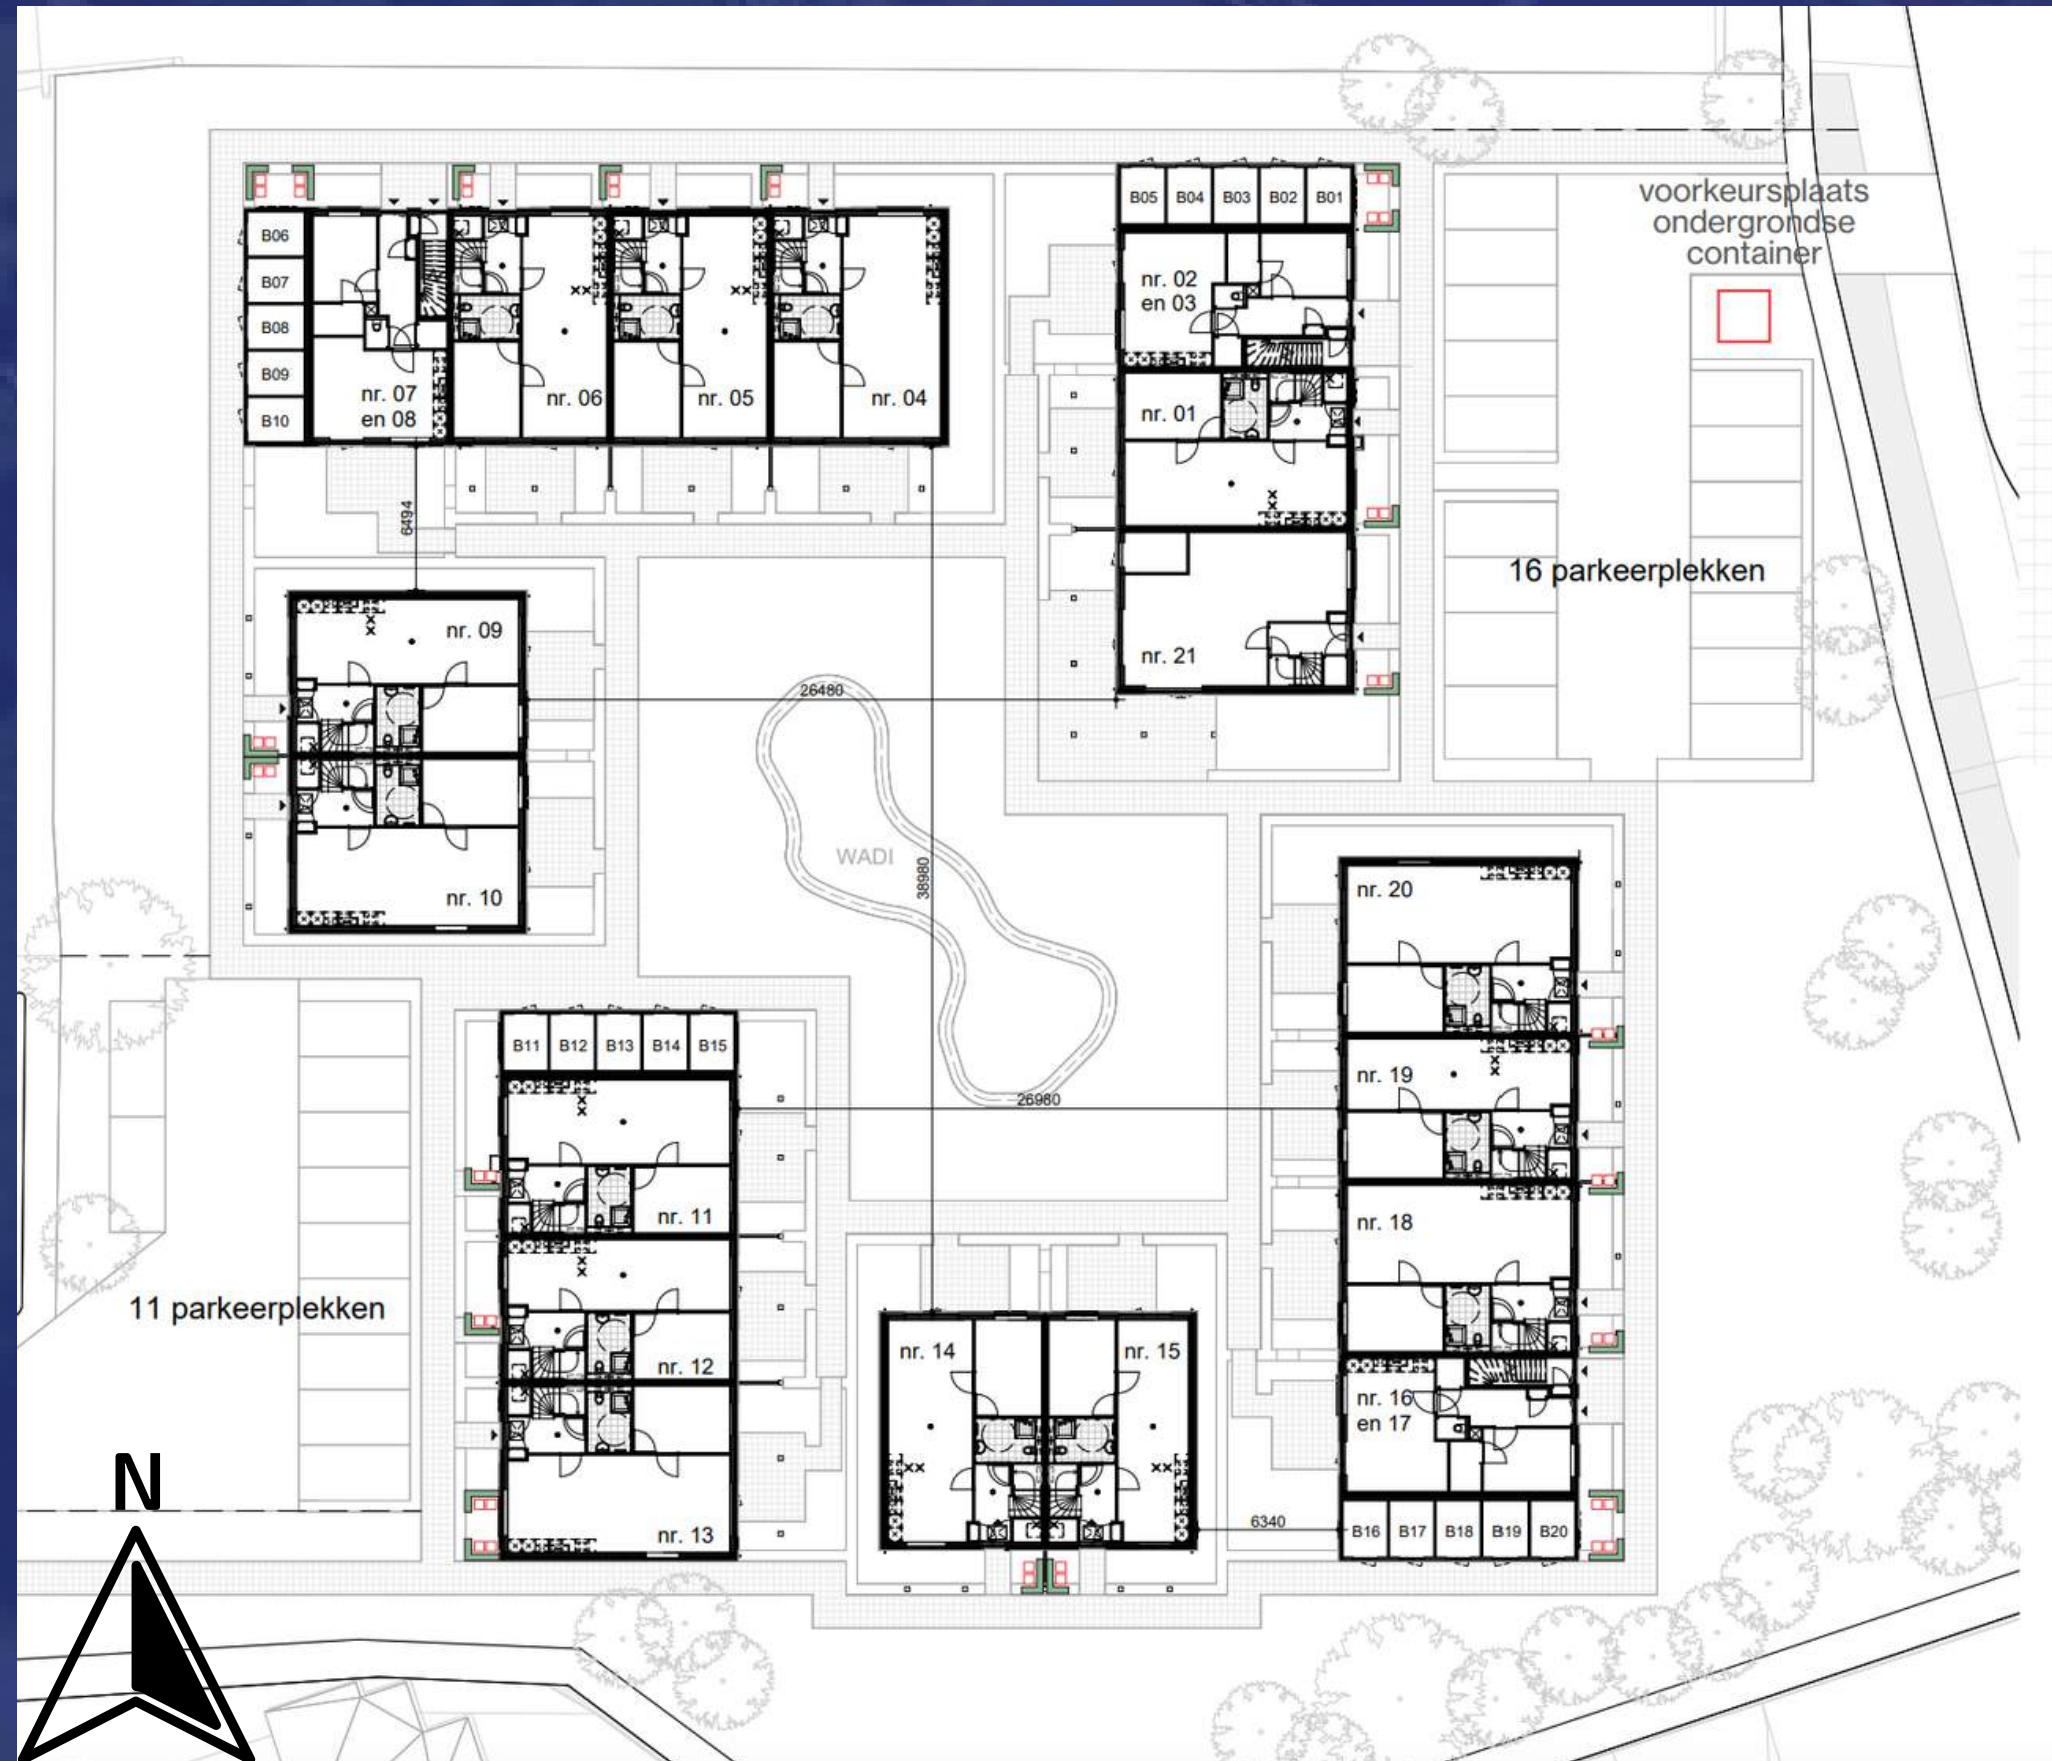 voorkeursplaats
ondergrondse
container
B05 B04 B03 B02 B01
B06
B07
B08
B09
B10
nr. 07
en 08
nr. 06
nr. 05
nr. 04
nr. 02
en 03
nr. 01
nr. 21
6494
16 parkeerplekken
nr. 09
nr. 10
26480
WADI
38980
nr. 20
nr. 19
nr. 18
nr. 16
en 17
B16 B17 B18 B19 B20
B11 B12 B13 B14 B15
26980
nr. 11
nr. 12
nr. 13
11 parkeerplekken
nr. 14
nr. 15
6340
N